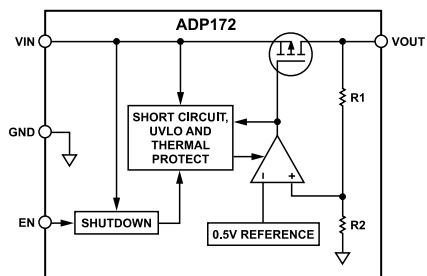 ADP172
VIN
VOUT
R1
SHORT CIRCUIT,
UVLO AND
THERMAL
PROTECT
GND
– +
EN
SHUTDOWN
R2
0.5V REFERENCE